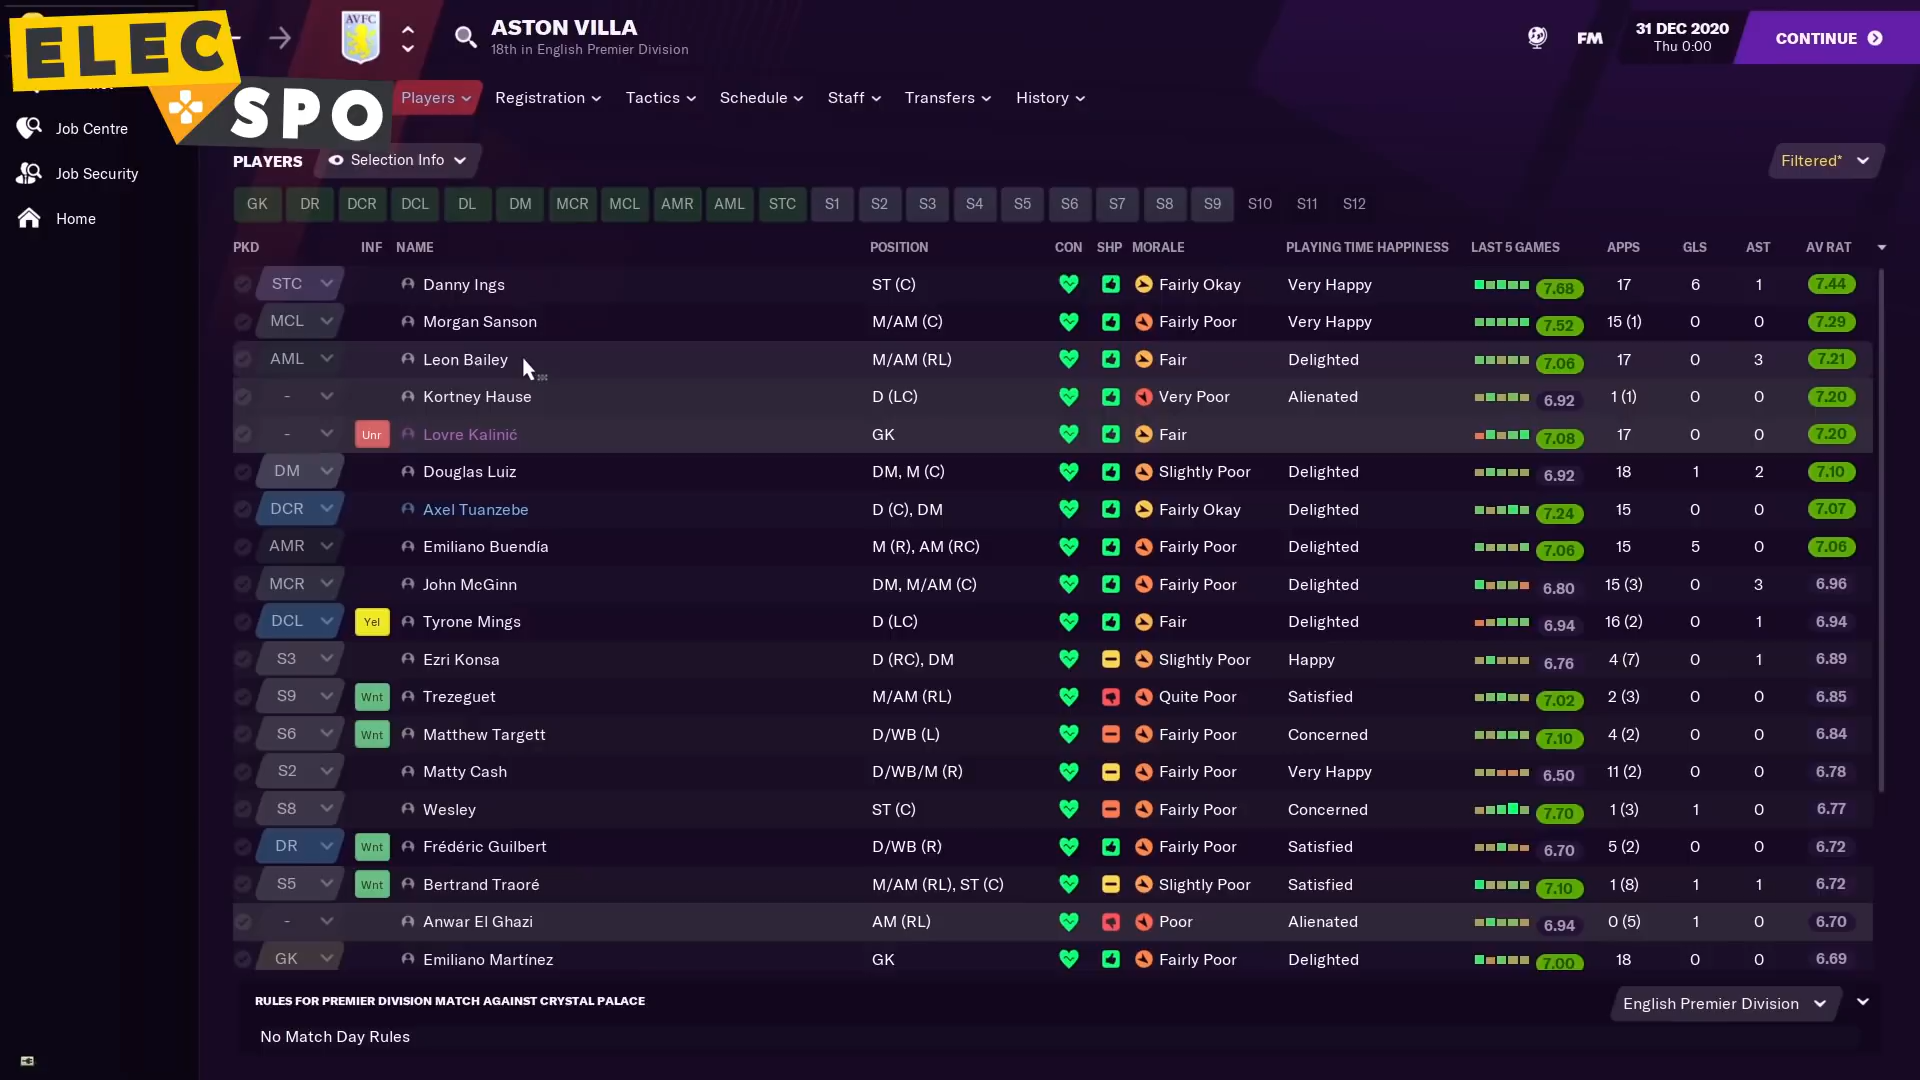 ELEC
SPO
AVFC
ASTON VILLA
18th in English Premier Division
FM
31 DEC 2020
Thu 0:00
CONTINUE
Job Centre
Job Security
Home
Players Registration Tactics Schedule Staff Transfers History
PLAYERS Selection Info Filtered*
GK DR DCR DCL DL DM MCR MCL AMR AML STC S1 S2 S3 S4 S5 S6 S7 S8 S9 S10 S11 S12
PKD INF NAME POSITION CON SHP MORALE PLAYING TIME HAPPINESS LAST 5 GAMES APPS GLS AST AV RAT
STC Danny Ings ST (C) Fairly Okay Very Happy 7.68 17 6 1 7.44
MCL Morgan Sanson M/AM (C) Fairly Poor Very Happy 7.52 15 (1) 0 0 7.29
AML Leon Bailey M/AM (RL) Fair Delighted 7.06 17 0 3 7.21
- Kortney Hause D (LC) Very Poor Alienated 6.92 1 (1) 0 0 7.20
- Unr Lovre Kalinić GK Fair 7.08 17 0 0 7.20
DM Douglas Luiz DM, M (C) Slightly Poor Delighted 6.92 18 1 2 7.10
DCR Axel Tuanzebe D (C), DM Fairly Okay Delighted 7.24 15 0 0 7.07
AMR Emiliano Buendía M (R), AM (RC) Fairly Poor Delighted 7.06 15 5 0 7.06
MCR John McGinn DM, M/AM (C) Fairly Poor Delighted 6.80 15 (3) 0 3 6.96
DCL Yel Tyrone Mings D (LC) Fair Delighted 6.94 16 (2) 0 1 6.94
S3 Ezri Konsa D (RC), DM Slightly Poor Happy 6.76 4 (7) 0 1 6.89
S9 Wnt Trezeguet M/AM (RL) Quite Poor Satisfied 7.02 2 (3) 0 0 6.85
S6 Wnt Matthew Targett D/WB (L) Fairly Poor Concerned 7.10 4 (2) 0 0 6.84
S2 Matty Cash D/WB/M (R) Fairly Poor Very Happy 6.50 11 (2) 0 0 6.78
S8 Wesley ST (C) Fairly Poor Concerned 7.70 1 (3) 1 0 6.77
DR Wnt Frédéric Guilbert D/WB (R) Fairly Poor Satisfied 6.70 5 (2) 0 0 6.72
S5 Wnt Bertrand Traoré M/AM (RL), ST (C) Slightly Poor Satisfied 7.10 1 (8) 1 1 6.72
- Anwar El Ghazi AM (RL) Poor Alienated 6.94 0 (5) 1 0 6.70
GK Emiliano Martínez GK Fairly Poor Delighted 7.00 18 0 0 6.69
RULES FOR PREMIER DIVISION MATCH AGAINST CRYSTAL PALACE
English Premier Division
No Match Day Rules